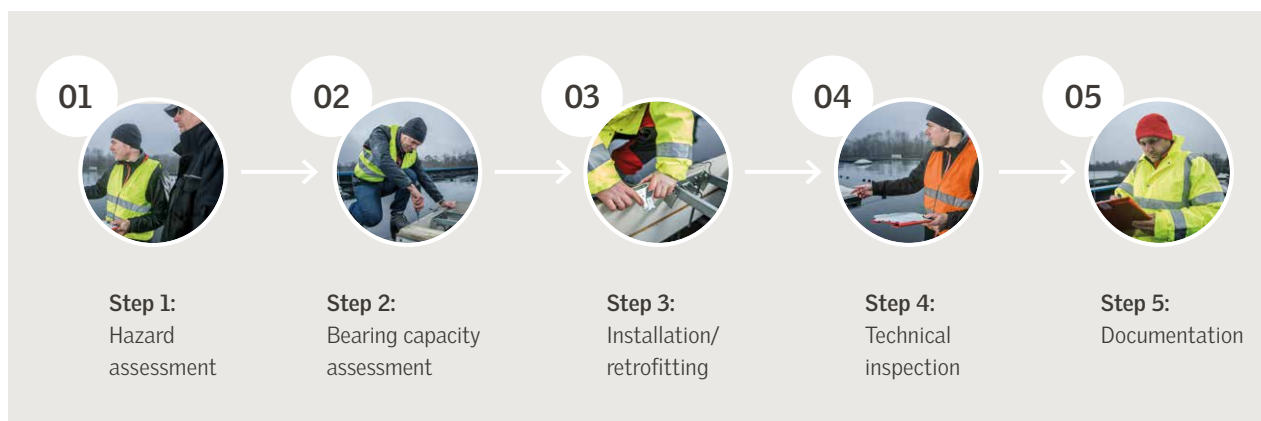 01
02
03
04
05
Step 1:
Hazard
assessment
Step 2:
Bearing capacity
assessment
Step 3:
Installation/
retrofitting
Step 4:
Technical
inspection
Step 5:
Documentation